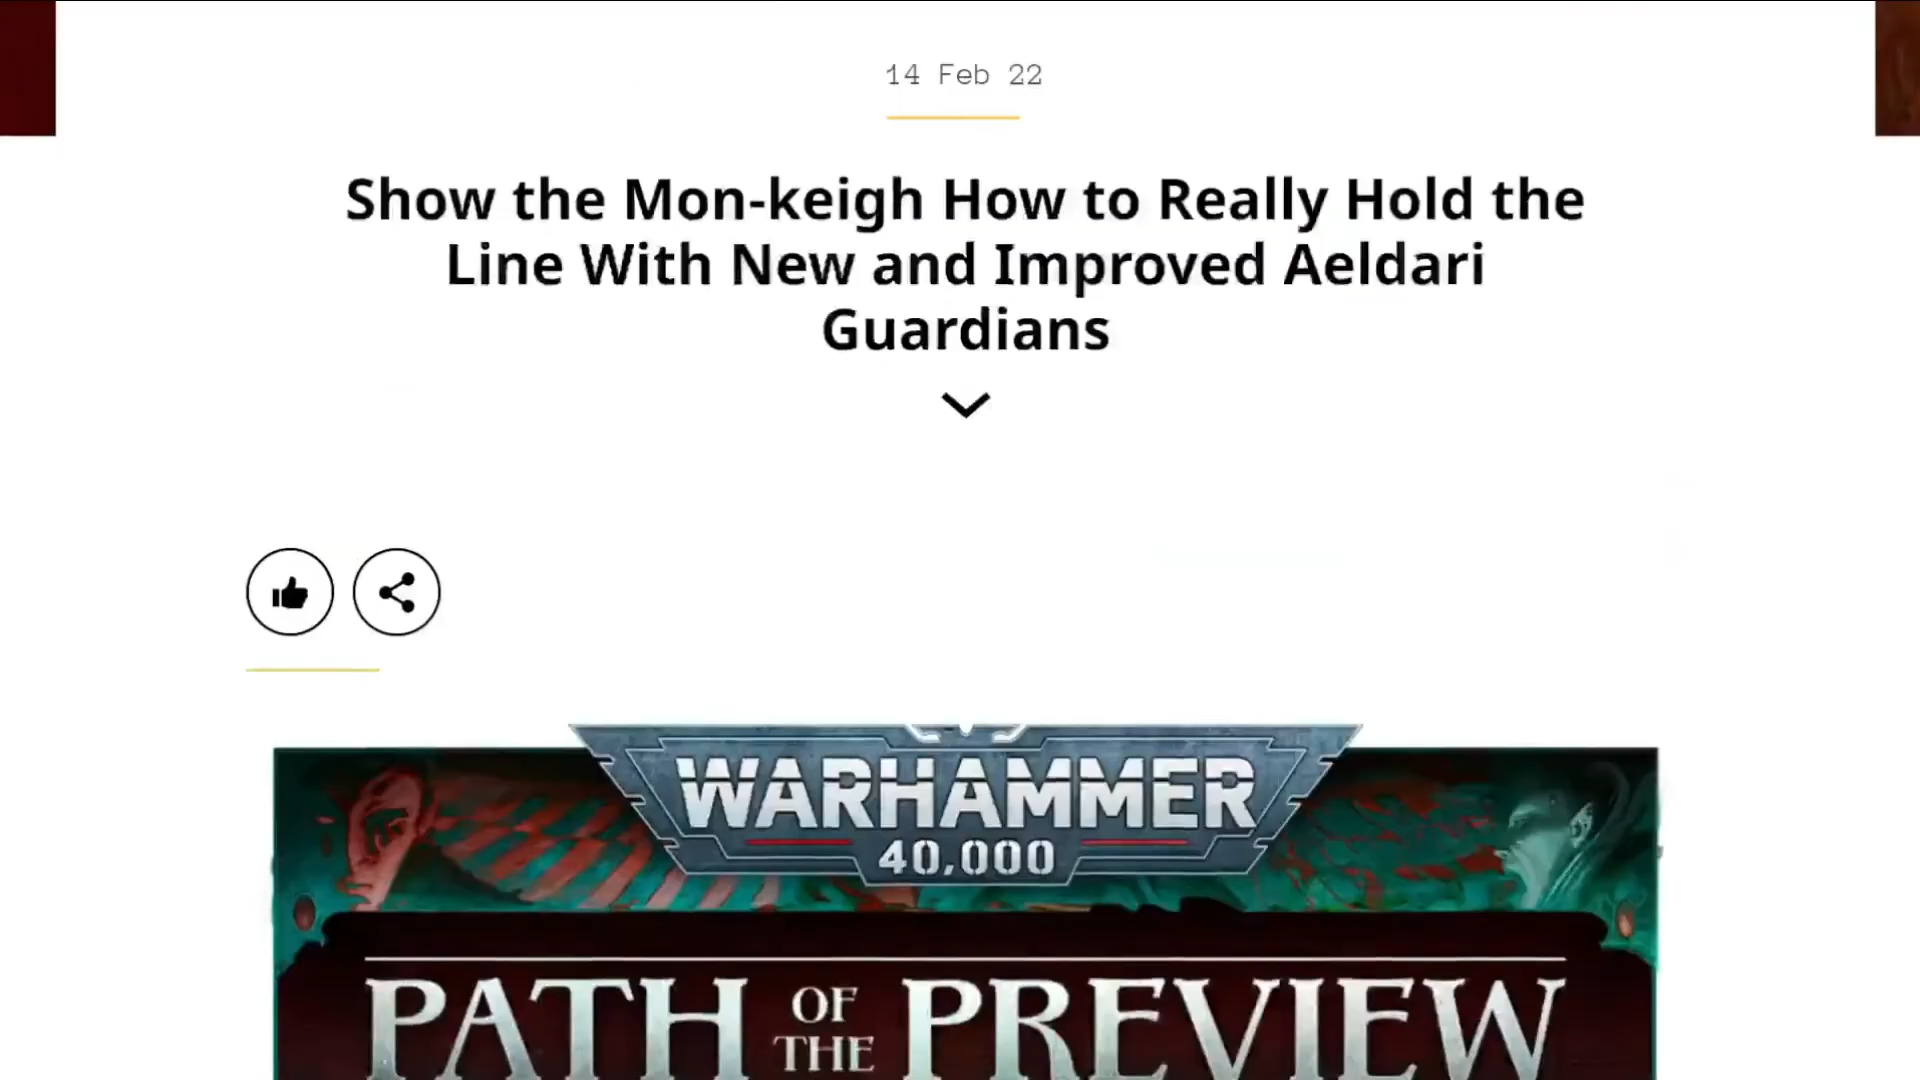 14 Feb 22
Show the Mon-keigh How to Really Hold the
Line With New and Improved Aeldari
Guardians
WARHAMMER
40,000
PATH OF THE PREVIEW